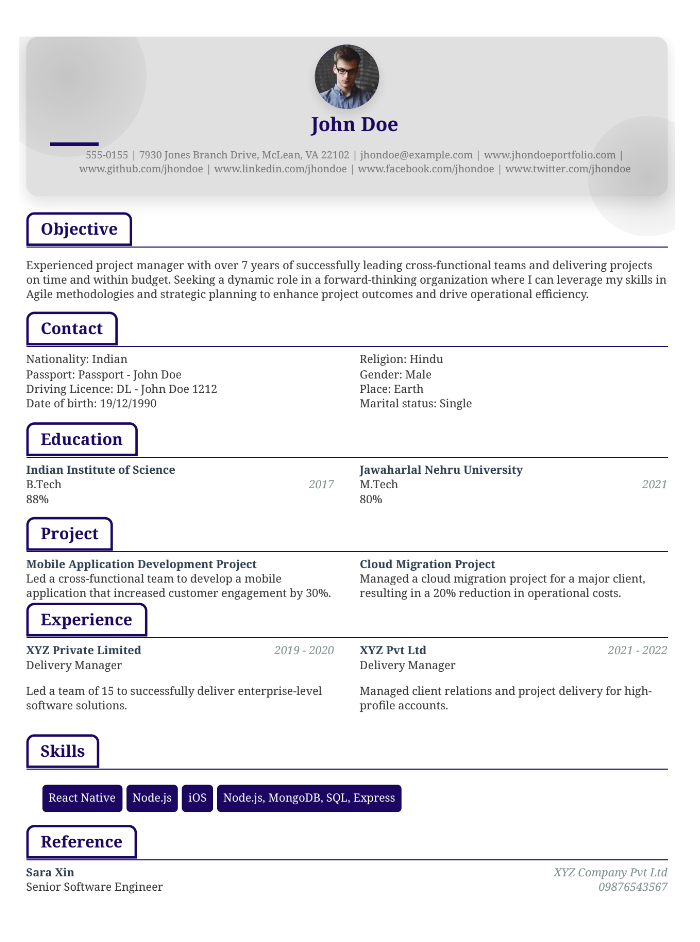 John Doe
555-0155 | 7930 Jones Branch Drive, McLean, VA 22102 | jhondoe@example.com | www.jhondoeportfolio.com |
www.github.com/jhondoe | www.linkedin.com/jhondoe | www.facebook.com/jhondoe | www.twitter.com/jhondoe
Objective
Experienced project manager with over 7 years of successfully leading cross-functional teams and delivering projects
on time and within budget. Seeking a dynamic role in a forward-thinking organization where I can leverage my skills in
Agile methodologies and strategic planning to enhance project outcomes and drive operational efficiency.
Contact
Nationality: Indian
Passport: Passport - John Doe
Driving Licence: DL - John Doe 1212
Date of birth: 19/12/1990
Religion: Hindu
Gender: Male
Place: Earth
Marital status: Single
Education
Indian Institute of Science
B.Tech 2017
88%
Jawaharlal Nehru University
M.Tech 2021
80%
Project
Mobile Application Development Project
Led a cross-functional team to develop a mobile
application that increased customer engagement by 30%.
Cloud Migration Project
Managed a cloud migration project for a major client,
resulting in a 20% reduction in operational costs.
Experience
XYZ Private Limited 2019 - 2020
Delivery Manager
Led a team of 15 to successfully deliver enterprise-level
software solutions.
XYZ Pvt Ltd 2021 - 2022
Delivery Manager
Managed client relations and project delivery for high-
profile accounts.
Skills
React Native Node.js iOS Node.js, MongoDB, SQL, Express
Reference
Sara Xin XYZ Company Pvt Ltd
Senior Software Engineer 09876543567